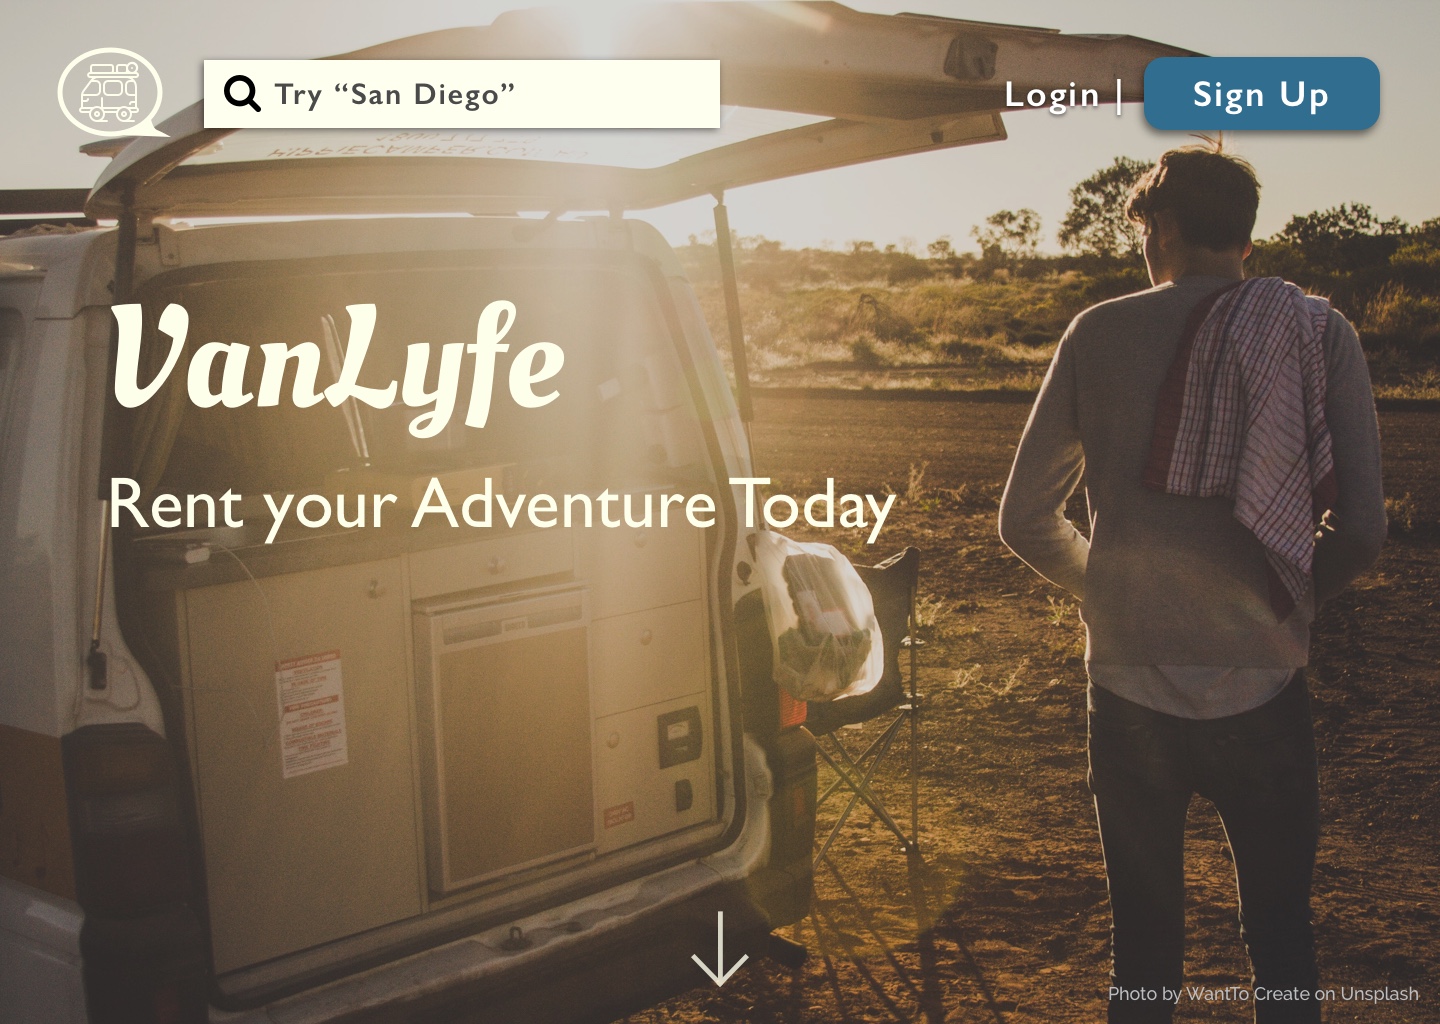 Try “San Diego”
Login |
Sign Up
VanLyfe
Rent your Adventure Today
Photo by WantTo Create on Unsplash